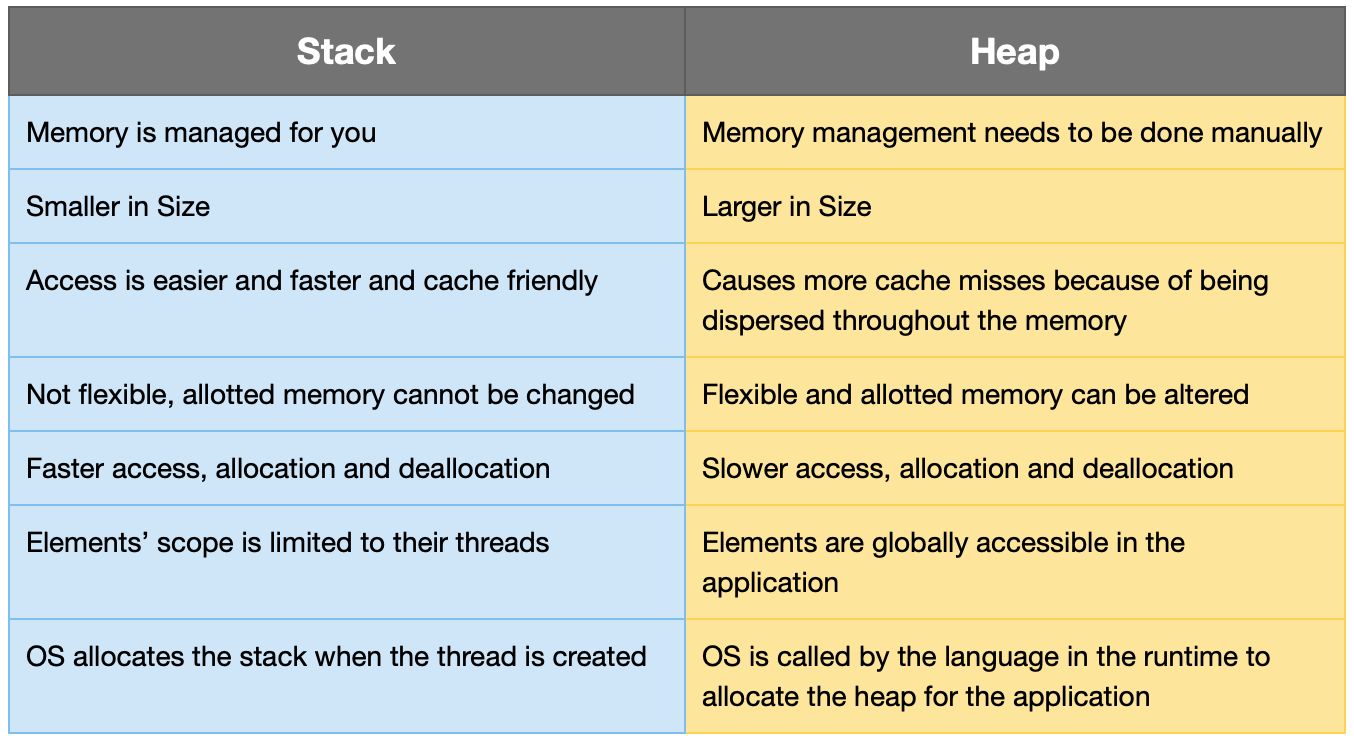 Stack
Heap
Memory is managed for you
Memory management needs to be done manually
Smaller in Size
Larger in Size
Access is easier and faster and cache friendly
Causes more cache misses because of being
dispersed throughout the memory
Not flexible, allotted memory cannot be changed
Flexible and allotted memory can be altered
Faster access, allocation and deallocation
Slower access, allocation and deallocation
Elements’ scope is limited to their threads
Elements are globally accessible in the
application
OS allocates the stack when the thread is created
OS is called by the language in the runtime to
allocate the heap for the application